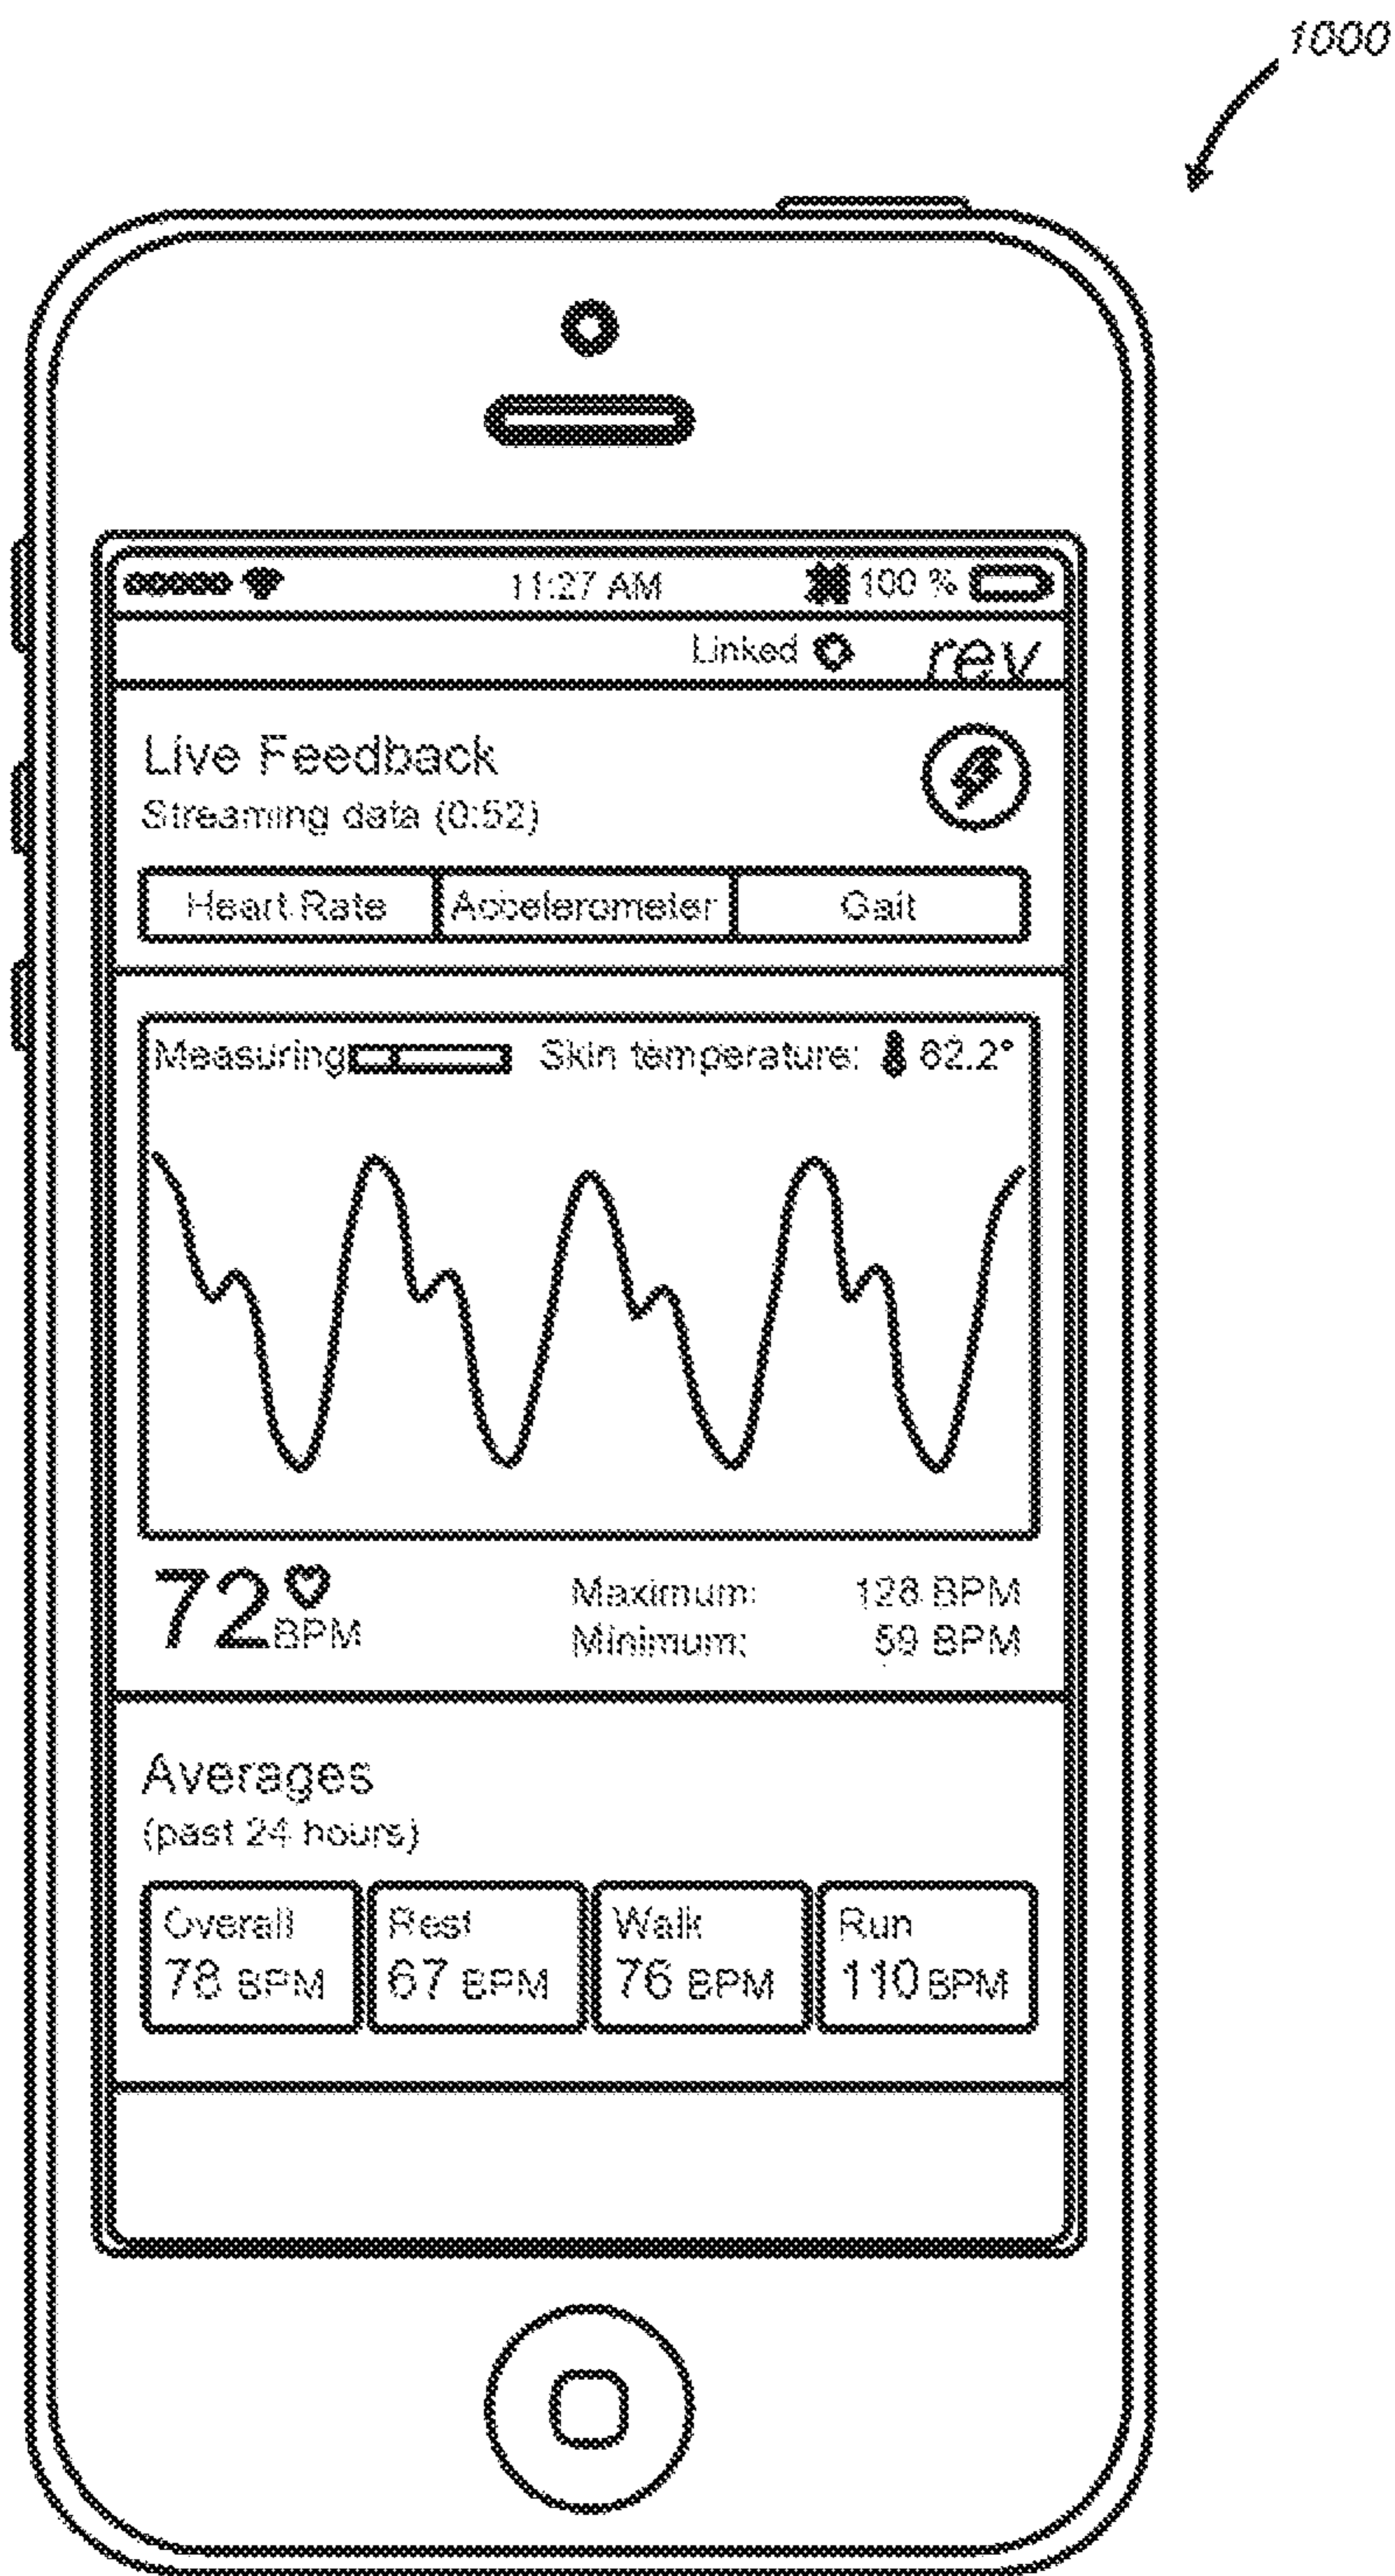 1000
11:27 AM 100 %
Linked rev
Live Feedback
Streaming data (0:52)
Heart Rate Accelerometer Gait
Measuring Skin temperature: 62.2°
72 BPM
Maximum: 128 BPM
Minimum: 59 BPM
Averages
(past 24 hours)
Overall Rest Walk Run
78 BPM 67 BPM 76 BPM 110 BPM